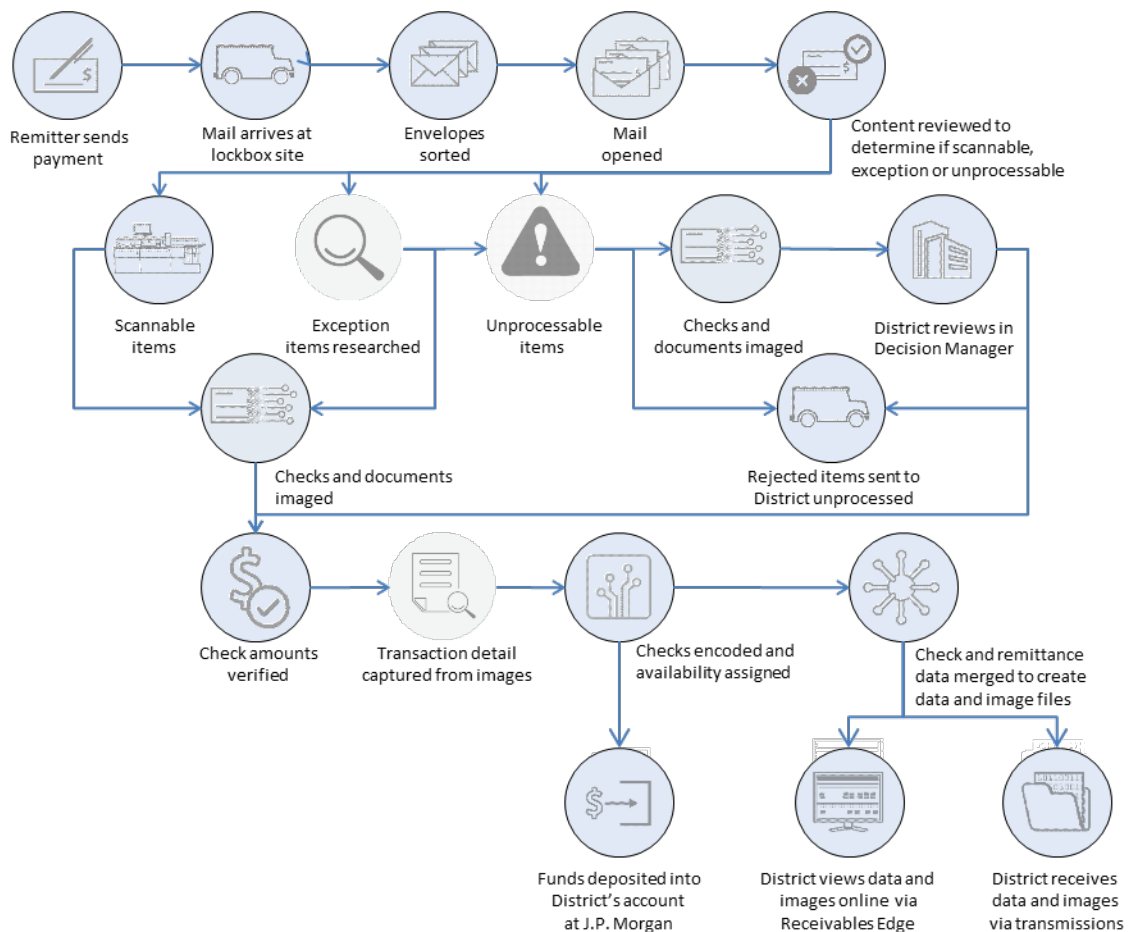 Remitter sends
payment
Mail arrives at
lockbox site
Envelopes
sorted
Mail
opened
Content reviewed to
determine if scannable,
exception or unprocessable
Scannable
items
Exception
items researched
Unprocessable
items
Checks and
documents imaged
District reviews in
Decision Manager
Checks and documents
imaged
Rejected items sent to
District unprocessed
Check amounts
verified
Transaction detail
captured from images
Checks encoded and
availability assigned
Check and remittance
data merged to create
data and image files
Funds deposited into
District's account
at J.P. Morgan
District views data and
images online via
Receivables Edge
District receives
data and images
via transmissions